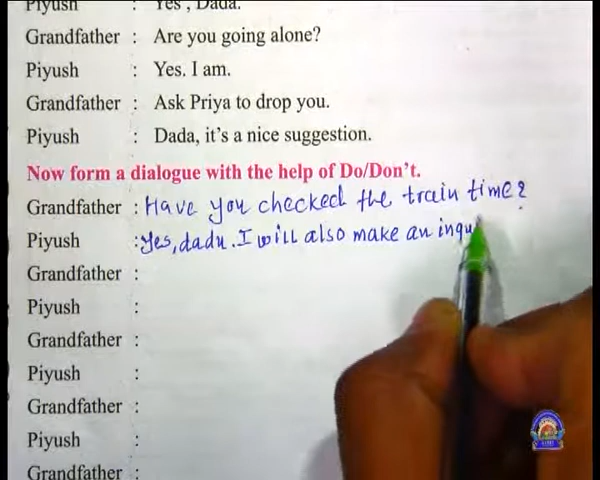 Piyush : Yes, Dada.
Grandfather : Are you going alone?
Piyush : Yes. I am.
Grandfather : Ask Priya to drop you.
Piyush : Dada, it's a nice suggestion.
Now form a dialogue with the help of Do/Don't.
Grandfather : Have you checked the train time?
Piyush : Yes, dadu. I will also make an inqu
Grandfather :
Piyush :
Grandfather :
Piyush :
Grandfather :
Piyush :
Grandfather :